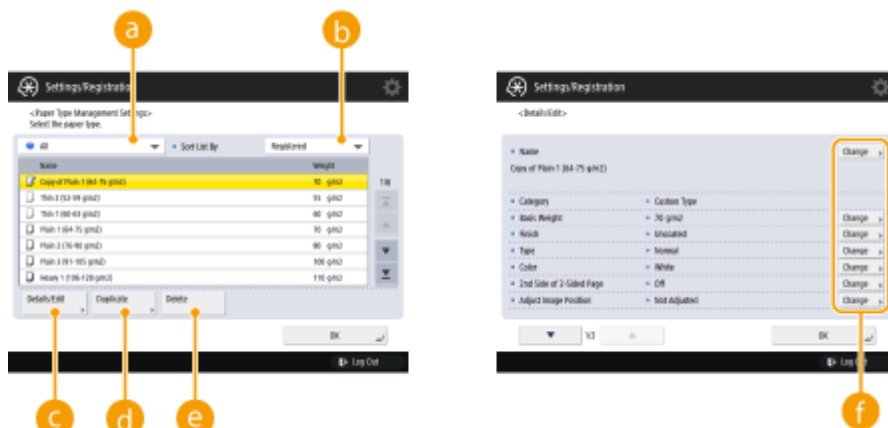 a
b
Settings/Registration
<Paper Type Management Settings>
Select the paper type.
All
Sort List By
Registered
Name
Weight
Copy of Plain 1 (64-75 g/m2)
70 g/m2
Thin 2 (52-59 g/m2)
55 g/m2
Thin 1 (60-63 g/m2)
60 g/m2
Plain 1 (64-75 g/m2)
70 g/m2
Plain 2 (76-90 g/m2)
80 g/m2
Plain 3 (91-105 g/m2)
100 g/m2
Heavy 1 (106-128 g/m2)
110 g/m2
Details/Edit
Duplicate
Delete
OK
Log Out
c
d
e
Settings/Registration
<Details/Edit>
Name
Change
Copy of Plain 1 (64-75 g/m2)
Category
Custom Type
Basis Weight
70 g/m2
Change
Finish
Uncoated
Change
Type
Normal
Change
Color
White
Change
2nd Side of 2-Sided Page
Off
Change
Adjust Image Position
Not Adjusted
Change
1/2
OK
Log
f